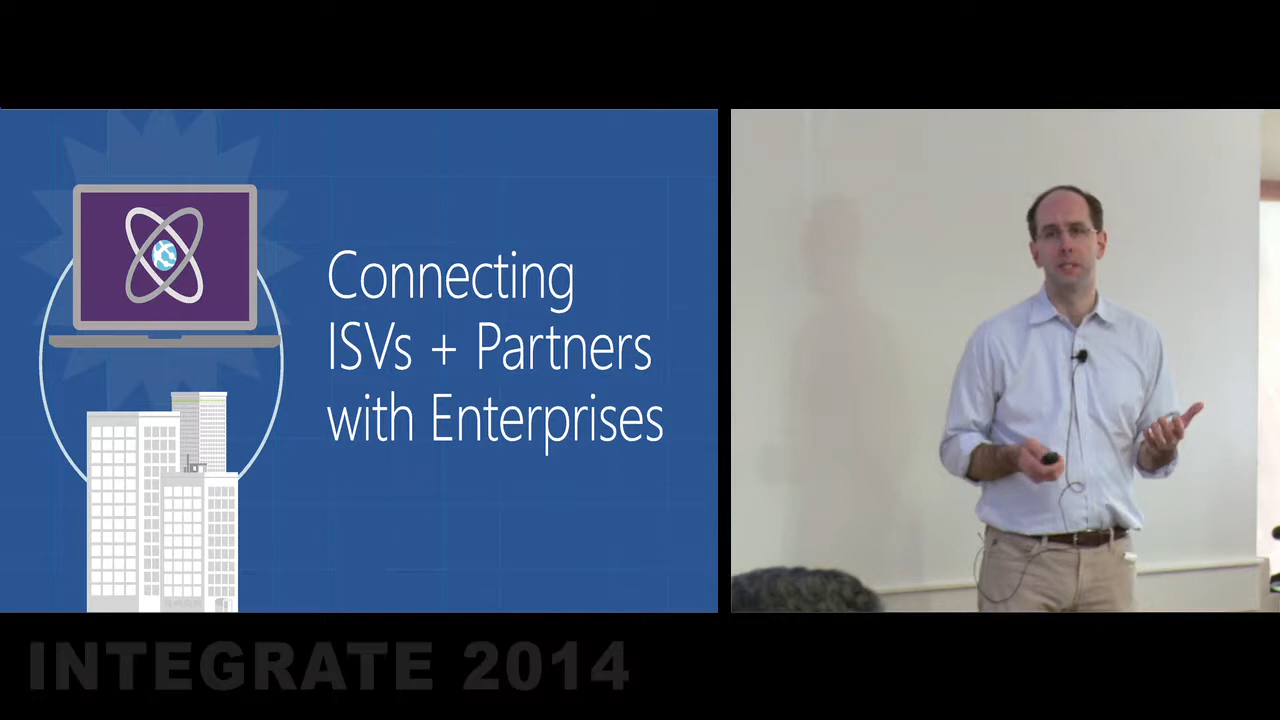 Connecting
ISVs + Partners
with Enterprises
INTEGRATE 2014